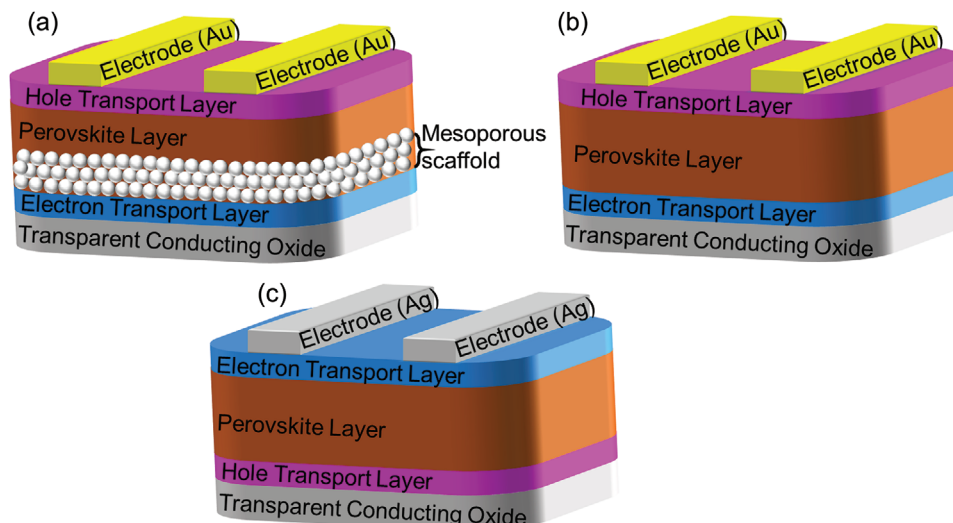 (a)
Electrode (Au)
Electrode (Au)
Hole Transport Layer
Perovskite Layer
Mesoporous
scaffold
Electron Transport Layer
Transparent Conducting Oxide
(b)
Electrode (Au)
Electrode (Au)
Hole Transport Layer
Perovskite Layer
Electron Transport Layer
Transparent Conducting Oxide
(c)
Electrode (Ag)
Electrode (Ag)
Electron Transport Layer
Perovskite Layer
Hole Transport Layer
Transparent Conducting Oxide